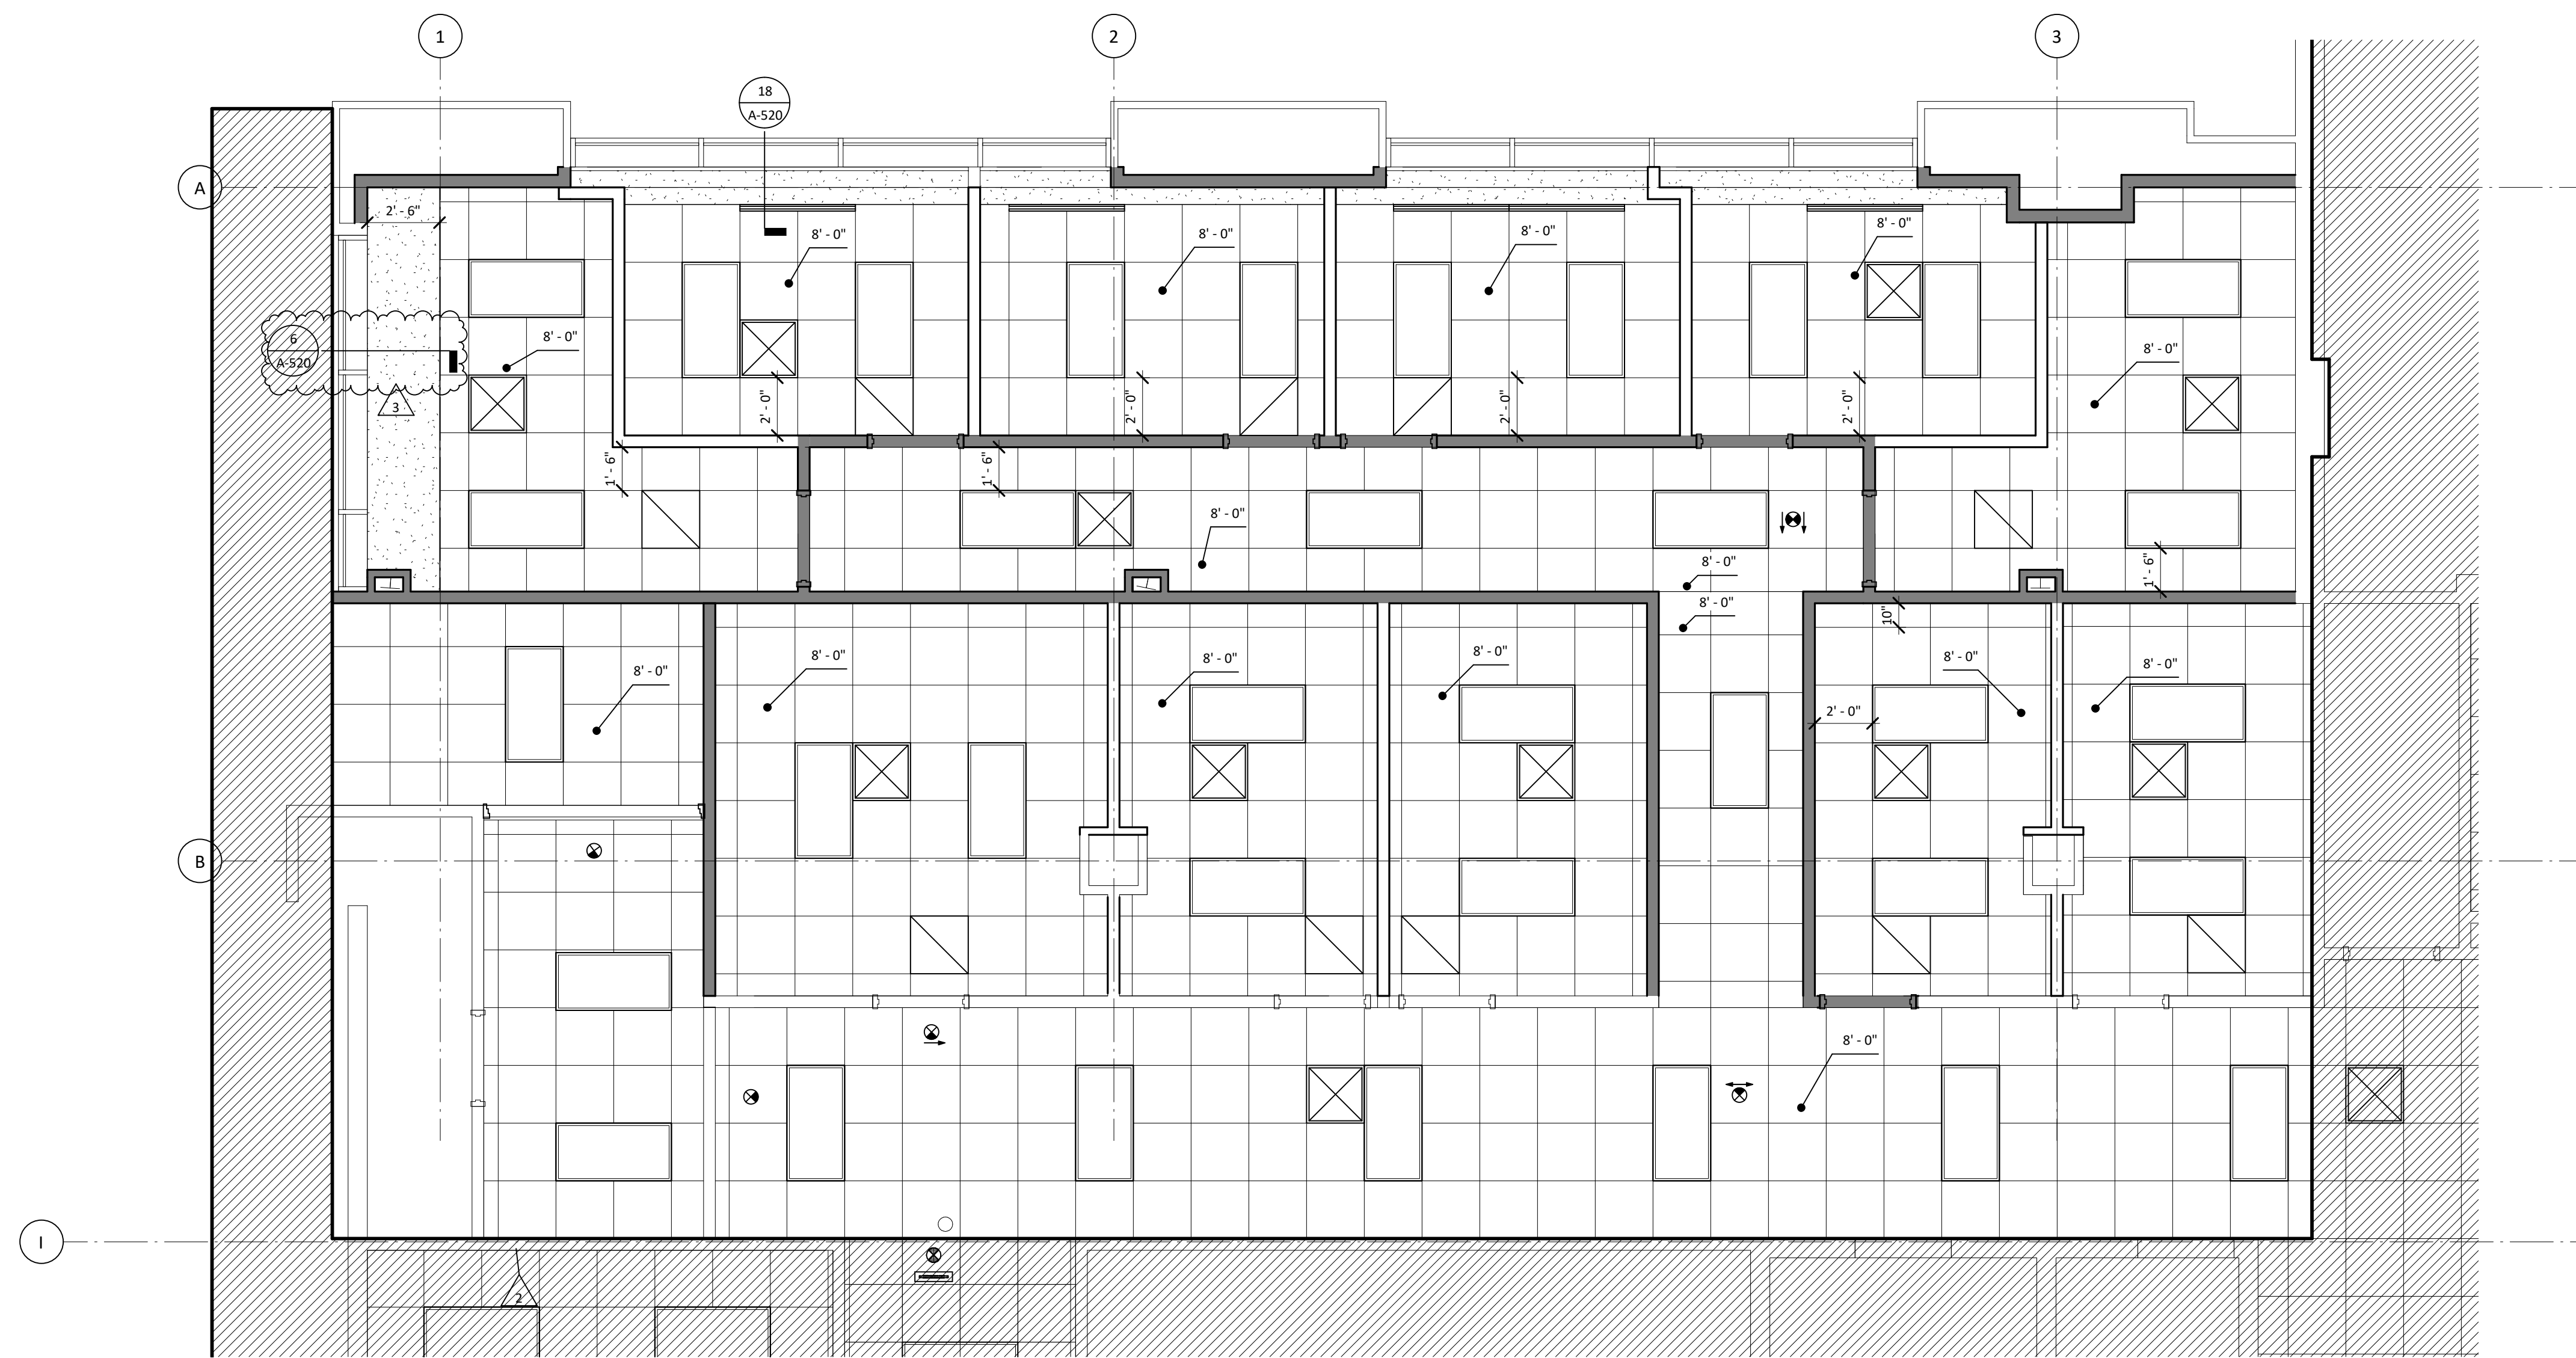 1
2
3
18
A-520
A
2' - 6"
8' - 0"
8' - 0"
8' - 0"
8' - 0"
6
A-520
8' - 0"
8' - 0"
3
2' - 0"
2' - 0"
2' - 0"
2' - 0"
1' - 6"
1' - 6"
8' - 0"
8' - 0"
1' - 6"
8' - 0"
10"
8' - 0"
8' - 0"
8' - 0"
8' - 0"
8' - 0"
8' - 0"
2' - 0"
B
8' - 0"
I
2